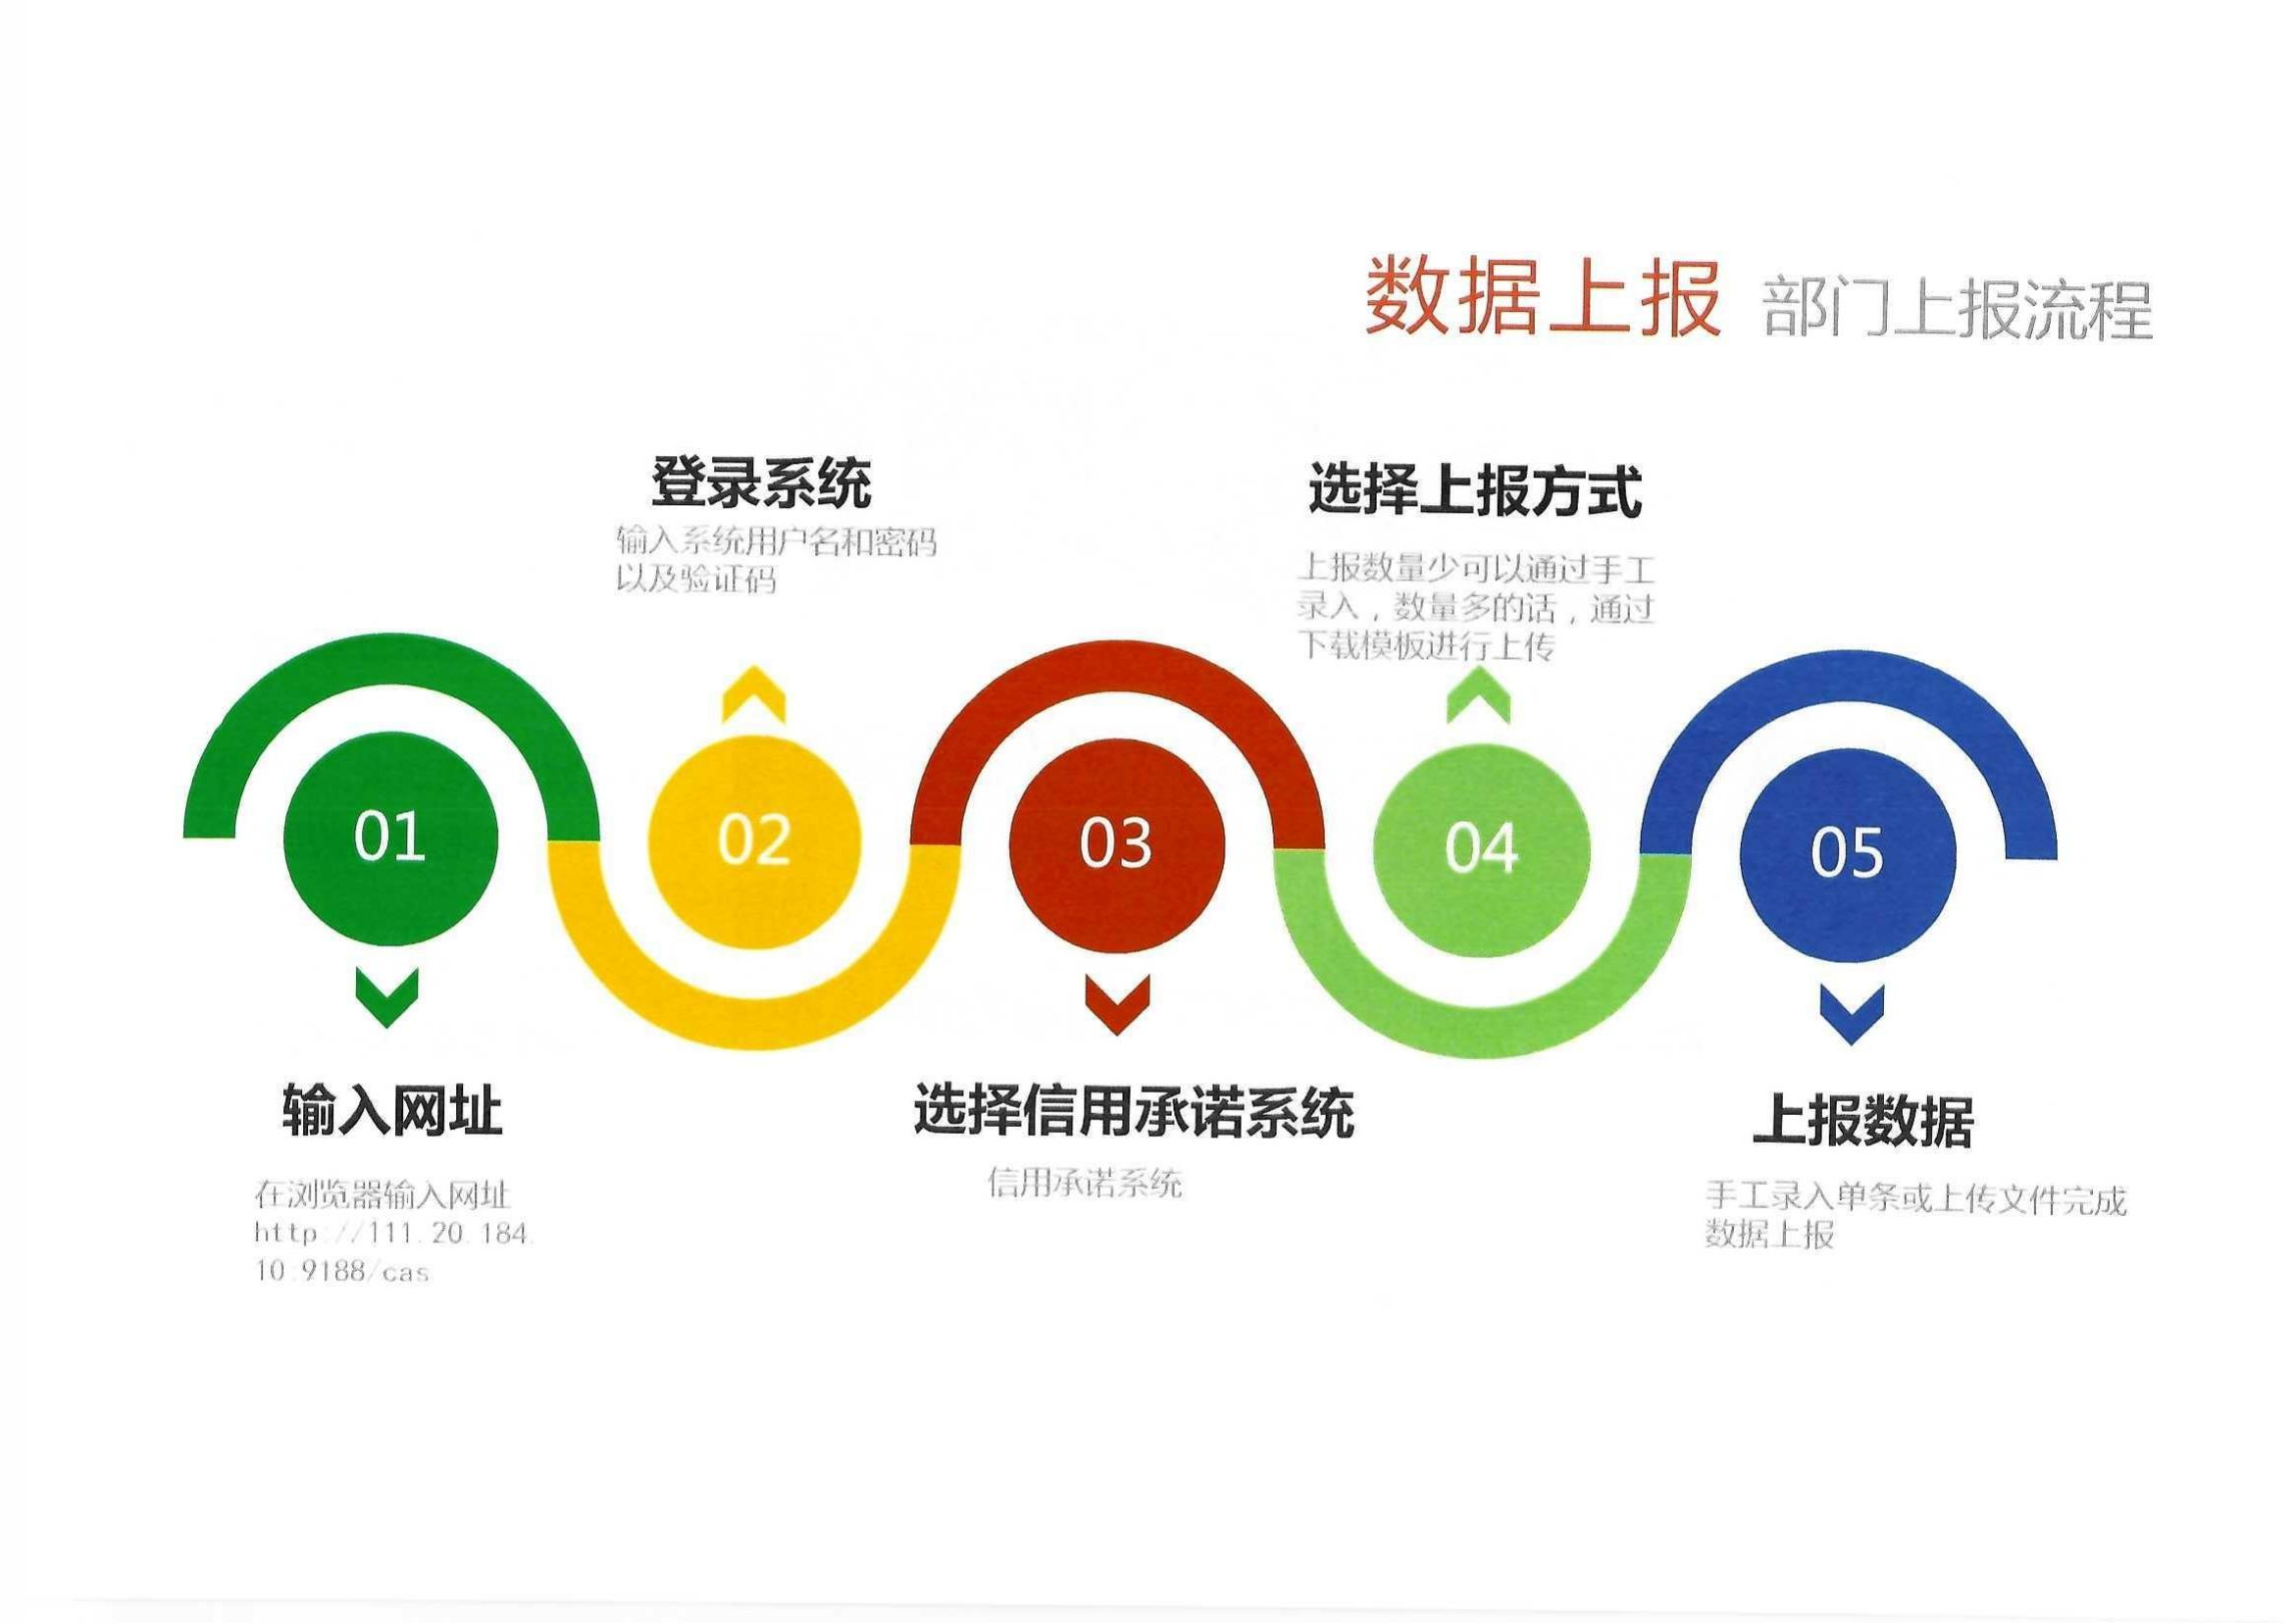 数据上报 部门上报流程
登录系统
输入系统用户名和密码
以及验证码
选择上报方式
上报数量少可以通过手工
录入，数量多的话，通过
下载模板进行上传
01
02
03
04
05
输入网址
在浏览器输入网址
http://111.20.184.
10:9188/cas
选择信用承诺系统
信用承诺系统
上报数据
手工录入单条或上传文件完成
数据上报